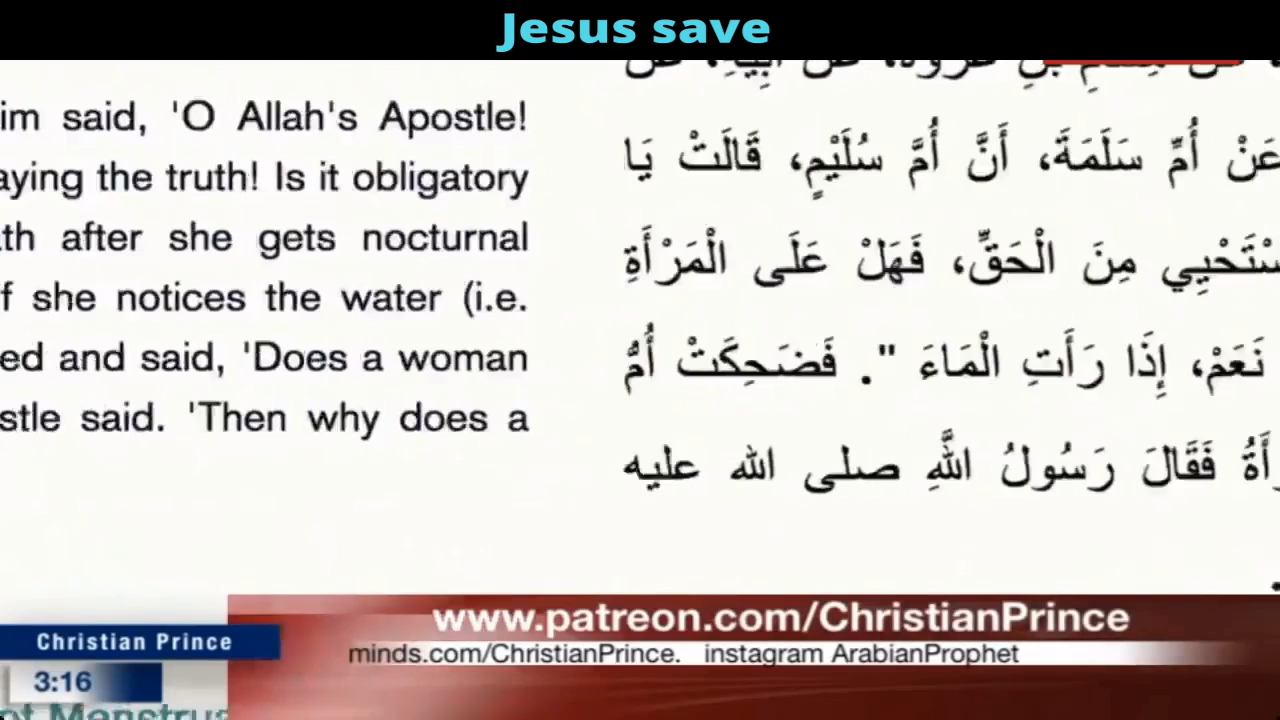 Jesus save
im said, 'O Allah's Apostle!
aying the truth! Is it obligatory
th after she gets nocturnal
f she notices the water (i.e.
ed and said, 'Does a woman
stle said. 'Then why does a
عَنْ أُمِّ سَلَمَةَ، أَنَّ أُمَّ سُلَيْمٍ، قَالَتْ يَا
سْتَحْيِي مِنَ الْحَقِّ، فَهَلْ عَلَى الْمَرْأَةِ
نَعَمْ، إِذَا رَأَتِ الْمَاءَ ‏"‏‏.‏ فَضَحِكَتْ أُمُّ
رْأَةُ فَقَالَ رَسُولُ اللَّهِ صلى الله عليه
www.patreon.com/ChristianPrince
Christian Prince
minds.com/ChristianPrince. instagram ArabianProphet
3:16